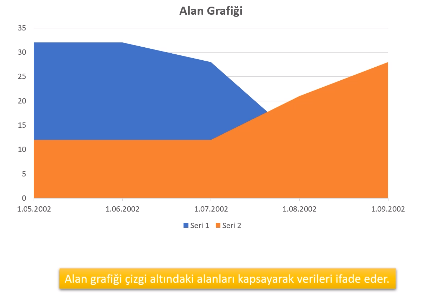 Alan Grafiği
35
30
25
20
15
10
5
0
1.05.2002 1.06.2002 1.07.2002 1.08.2002 1.09.2002
Seri 1 Seri 2
Alan grafiği çizgi altındaki alanları kapsayarak verileri ifade eder.